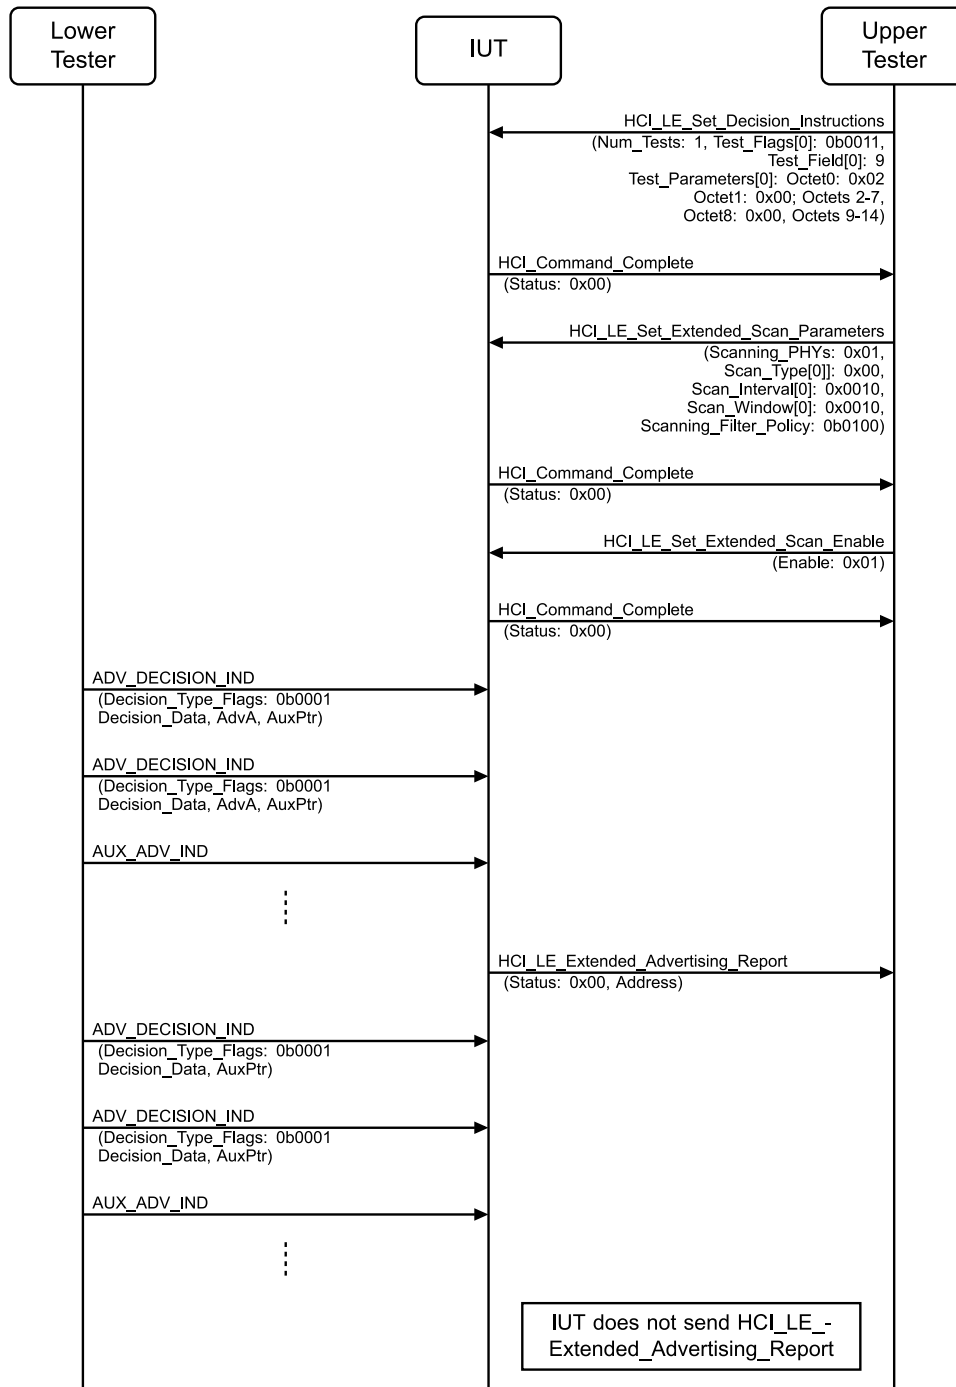 Lower
Tester
IUT
Upper
Tester
HCI_LE_Set_Decision_Instructions
(Num_Tests: 1, Test_Flags[0]: 0b0011,
Test_Field[0]: 9
Test_Parameters[0]: Octet0: 0x02
Octet1: 0x00; Octets 2-7,
Octet8: 0x00, Octets 9-14)
HCI_Command_Complete
(Status: 0x00)
HCI_LE_Set_Extended_Scan_Parameters
(Scanning_PHYs: 0x01,
Scan_Type[0]]: 0x00,
Scan_Interval[0]: 0x0010,
Scan_Window[0]: 0x0010,
Scanning_Filter_Policy: 0b0100)
HCI_Command_Complete
(Status: 0x00)
HCI_LE_Set_Extended_Scan_Enable
(Enable: 0x01)
HCI_Command_Complete
(Status: 0x00)
ADV_DECISION_IND
(Decision_Type_Flags: 0b0001
Decision_Data, AdvA, AuxPtr)
ADV_DECISION_IND
(Decision_Type_Flags: 0b0001
Decision_Data, AdvA, AuxPtr)
AUX_ADV_IND
HCI_LE_Extended_Advertising_Report
(Status: 0x00, Address)
ADV_DECISION_IND
(Decision_Type_Flags: 0b0001
Decision_Data, AuxPtr)
ADV_DECISION_IND
(Decision_Type_Flags: 0b0001
Decision_Data, AuxPtr)
AUX_ADV_IND
IUT does not send HCI_LE_-
Extended_Advertising_Report